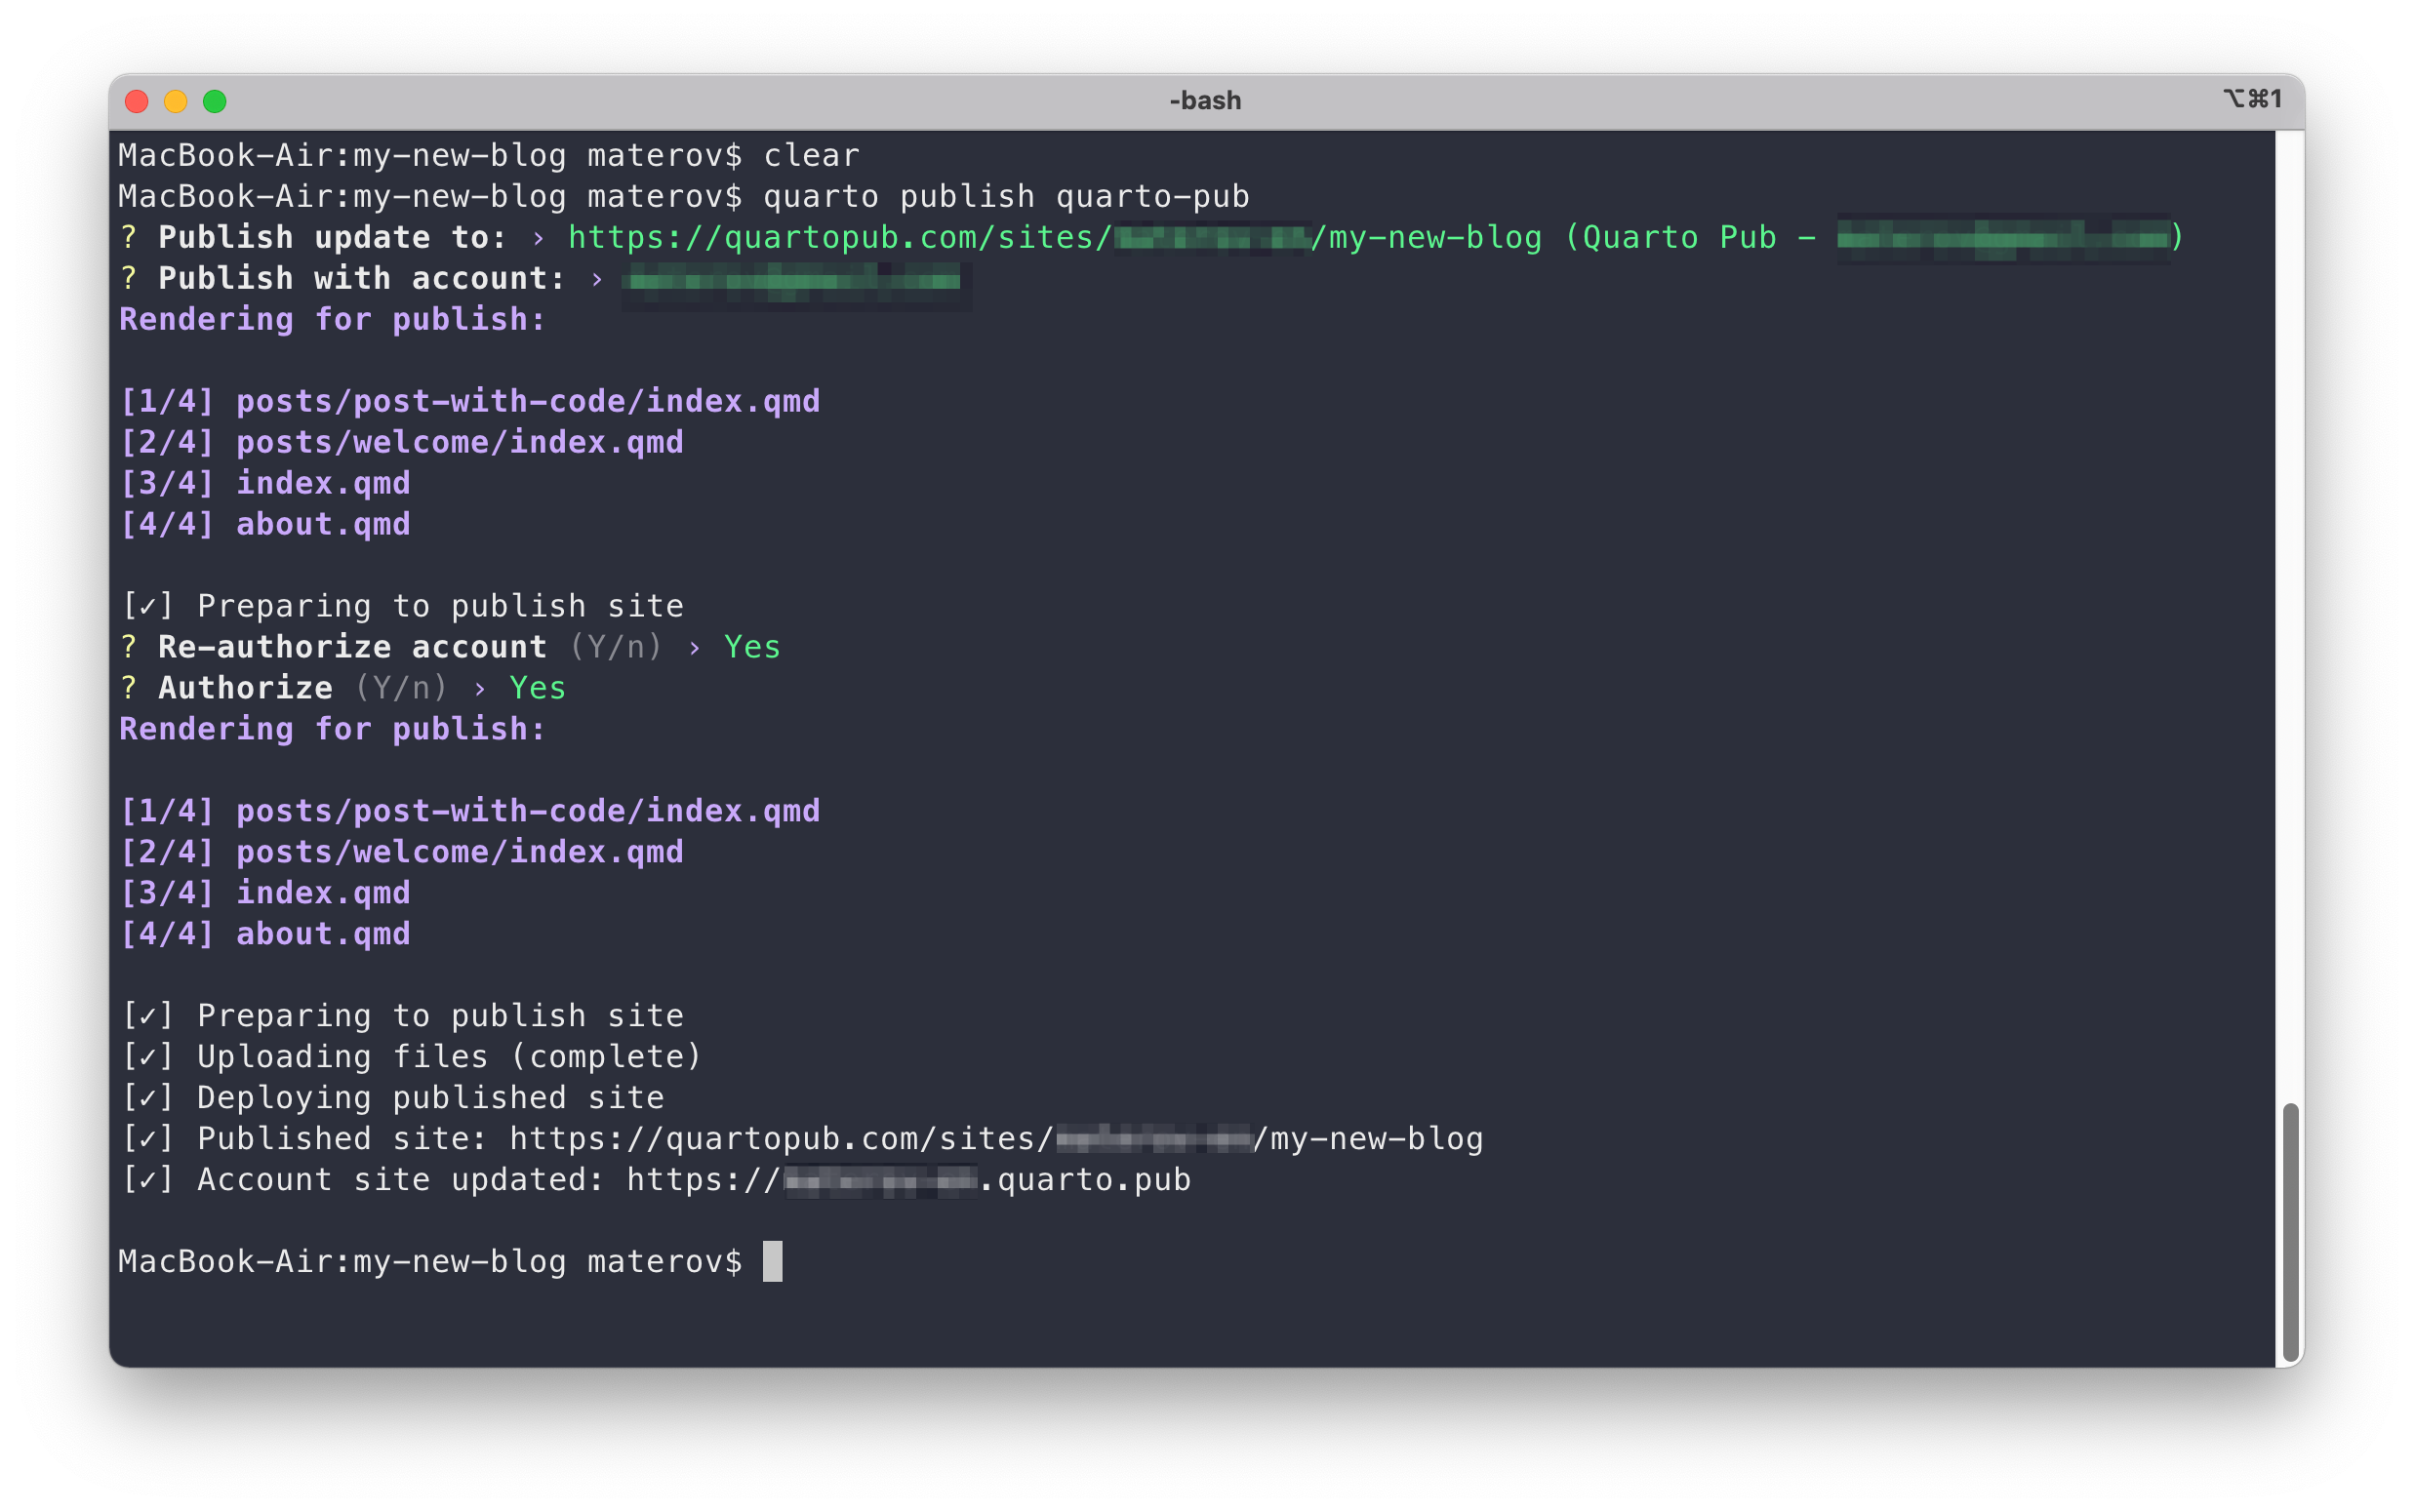 -bash ⌥⌘1
MacBook-Air:my-new-blog materov$ clear
MacBook-Air:my-new-blog materov$ quarto publish quarto-pub
? Publish update to: › https://quartopub.com/sites/ /my-new-blog (Quarto Pub - )
? Publish with account: ›
Rendering for publish:
[1/4] posts/post-with-code/index.qmd
[2/4] posts/welcome/index.qmd
[3/4] index.qmd
[4/4] about.qmd
[✓] Preparing to publish site
? Re-authorize account (Y/n) › Yes
? Authorize (Y/n) › Yes
Rendering for publish:
[1/4] posts/post-with-code/index.qmd
[2/4] posts/welcome/index.qmd
[3/4] index.qmd
[4/4] about.qmd
[✓] Preparing to publish site
[✓] Uploading files (complete)
[✓] Deploying published site
[✓] Published site: https://quartopub.com/sites/ /my-new-blog
[✓] Account site updated: https:// .quarto.pub
MacBook-Air:my-new-blog materov$